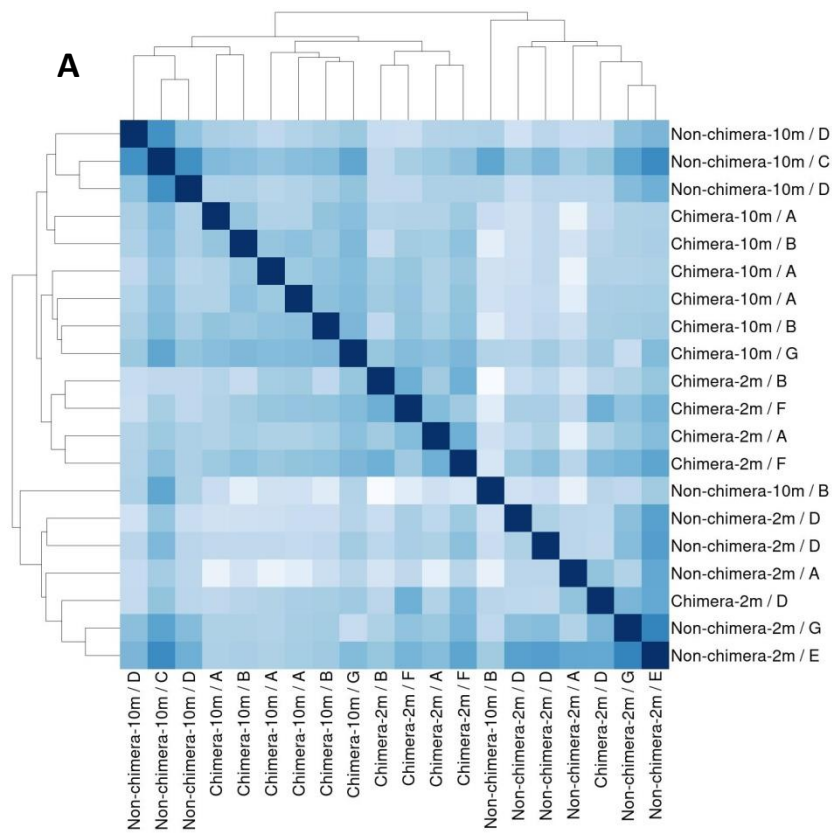 A
Non-chimera-10m / D
Non-chimera-10m / C
Non-chimera-10m / D
Chimera-10m / A
Chimera-10m / B
Chimera-10m / A
Chimera-10m / A
Chimera-10m / B
Chimera-10m / G
Chimera-2m / B
Chimera-2m / F
Chimera-2m / A
Chimera-2m / F
Non-chimera-10m / B
Non-chimera-2m / D
Non-chimera-2m / D
Non-chimera-2m / A
Chimera-2m / D
Non-chimera-2m / G
Non-chimera-2m / E
Non-chimera-10m / D
Non-chimera-10m / C
Non-chimera-10m / D
Chimera-10m / A
Chimera-10m / B
Chimera-10m / A
Chimera-10m / A
Chimera-10m / B
Chimera-10m / G
Chimera-2m / B
Chimera-2m / F
Chimera-2m / A
Chimera-2m / F
Non-chimera-10m / B
Non-chimera-2m / D
Non-chimera-2m / D
Non-chimera-2m / A
Chimera-2m / D
Non-chimera-2m / G
Non-chimera-2m / E